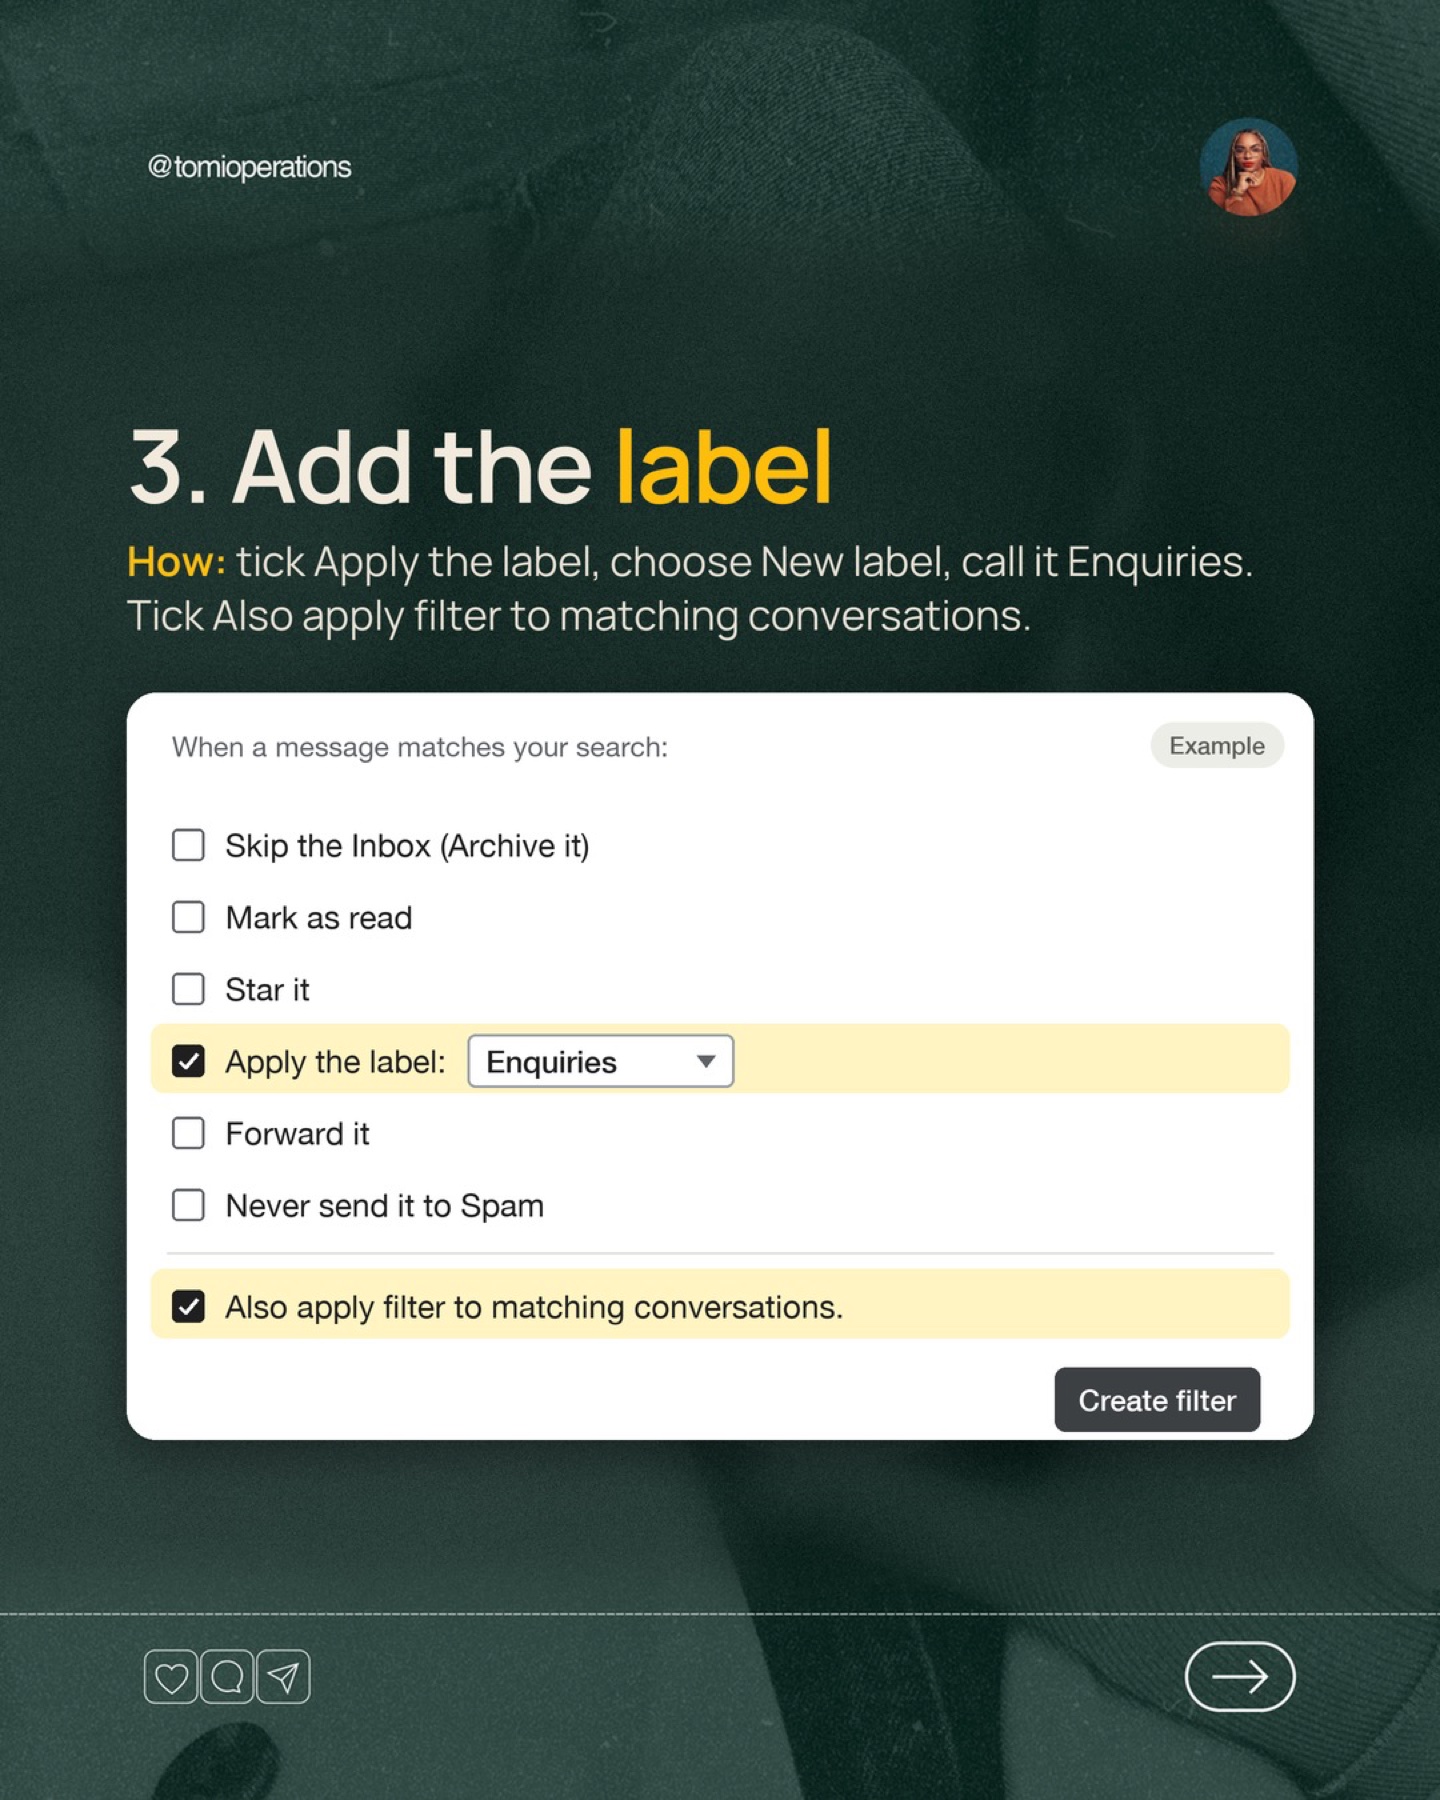 @tomioperations
3. Add the label
How: tick Apply the label, choose New label, call it Enquiries.
Tick Also apply filter to matching conversations.
When a message matches your search:
Example
Skip the Inbox (Archive it)
Mark as read
Star it
Apply the label: Enquiries
Forward it
Never send it to Spam
Also apply filter to matching conversations.
Create filter